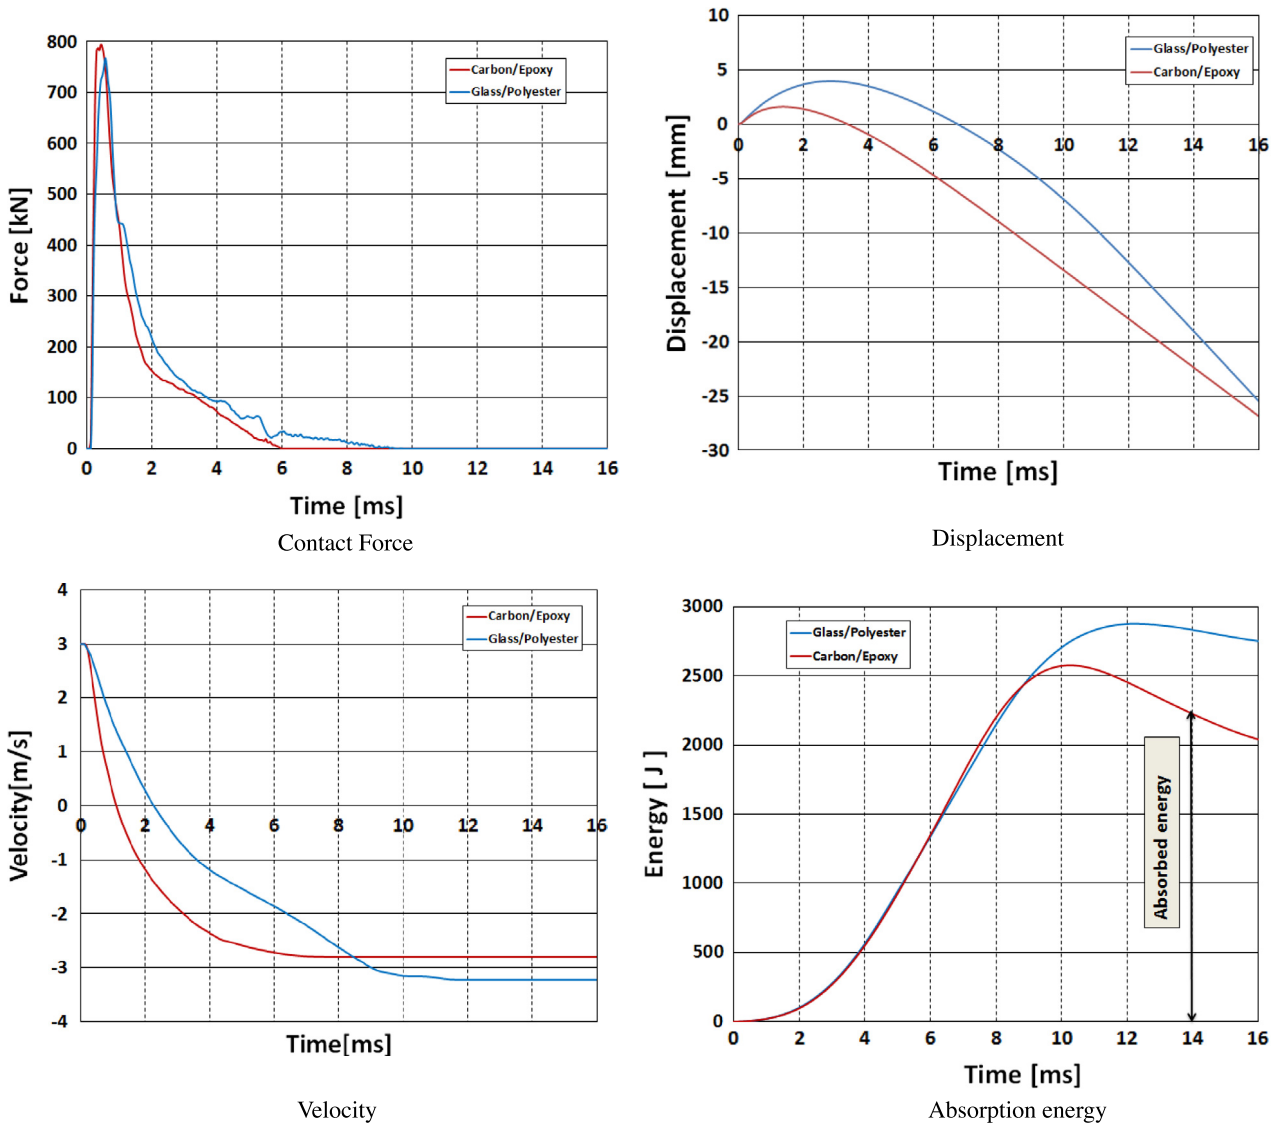 800
700
600
500
400
300
200
100
0
Force [kN]
Carbon/Epoxy
Glass/Polyester
0 2 4 6 8 10 12 14 16
Time [ms]
Contact Force
10
5
0
-5
-10
-15
-20
-25
-30
Displacement [mm]
Glass/Polyester
Carbon/Epoxy
0 2 4 6 8 10 12 14 16
Time [ms]
Displacement
4
3
2
1
0
-1
-2
-3
-4
Velocity[m/s]
Carbon/Epoxy
Glass/Polyester
0 2 4 6 8 10 12 14 16
Time[ms]
Velocity
3000
2500
2000
1500
1000
500
0
Energy [ J ]
Glass/Polyester
Carbon/Epoxy
Absorbed energy
0 2 4 6 8 10 12 14 16
Time [ms]
Absorption energy